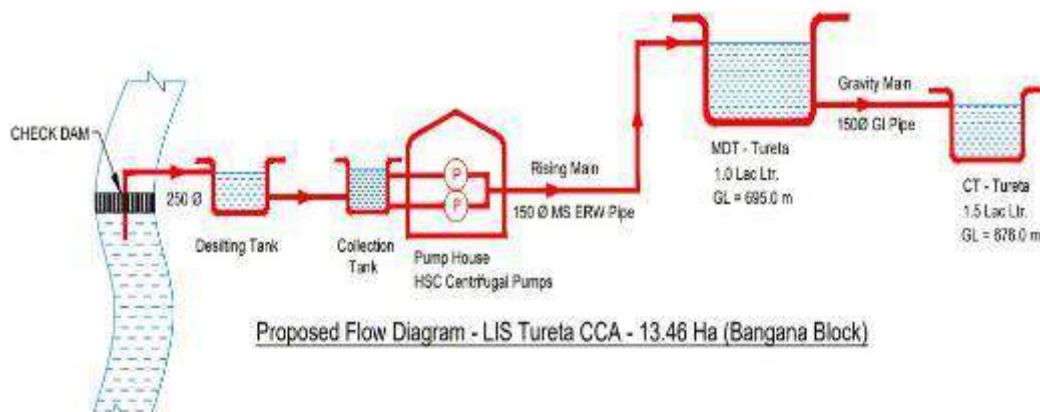 CHECK DAM
250 Ø
Desilting Tank
Collection
Tank
P
P
Pump House
HSC Centrifugal Pumps
Rising Main
150 Ø MS ERW Pipe
MDT - Tureta
1.0 Lac Ltr.
GL = 695.0 m
Gravity Main
150Ø GI Pipe
CT - Tureta
1.5 Lac Ltr.
GL = 678.0 m
Proposed Flow Diagram - LIS Tureta CCA - 13.46 Ha (Bangana Block)